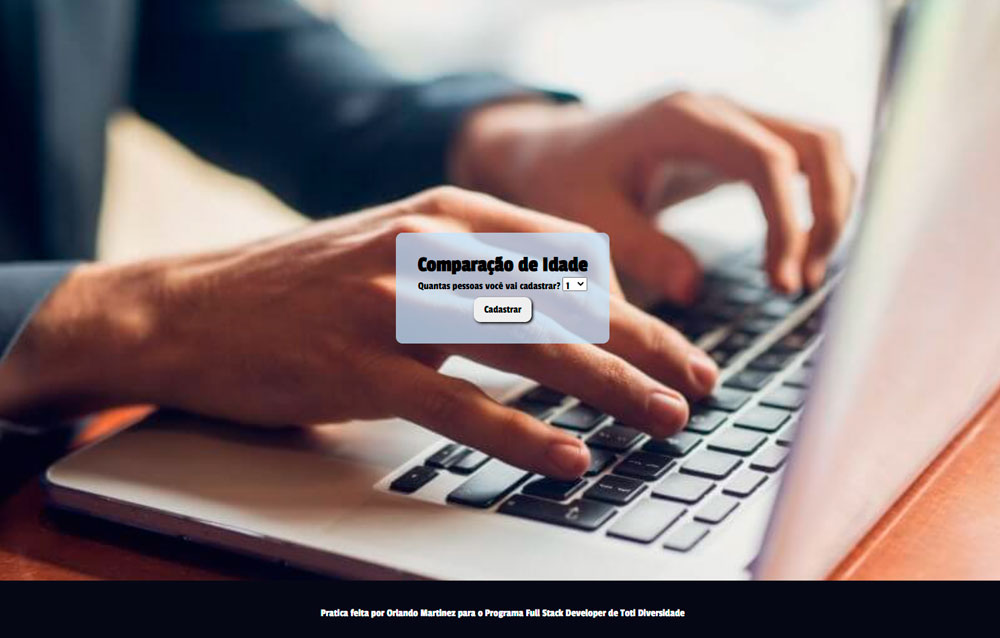 Comparação de Idade
Quantas pessoas você vai cadastrar? 1
Cadastrar
Pratica feita por Orlando Martinez para o Programa Full Stack Developer de Toti Diversidade